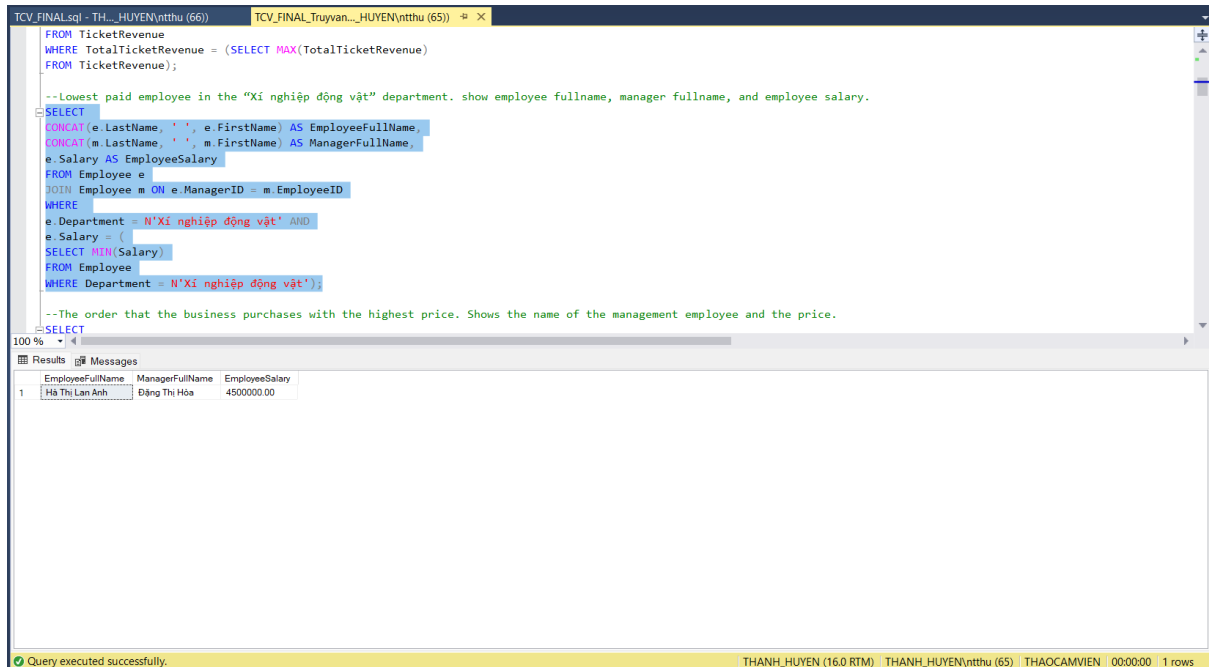 TCV_FINAL.sql - TH..._HUYEN\ntthu (66))
TCV_FINAL_Truyvan..._HUYEN\ntthu (65))
FROM TicketRevenue
WHERE TotalTicketRevenue = (SELECT MAX(TotalTicketRevenue)
FROM TicketRevenue);
--Lowest paid employee in the “Xí nghiệp động vật” department. show employee fullname, manager fullname, and employee salary.
SELECT
CONCAT(e.LastName, ' ', e.FirstName) AS EmployeeFullName,
CONCAT(m.LastName, ' ', m.FirstName) AS ManagerFullName,
e.Salary AS EmployeeSalary
FROM Employee e
JOIN Employee m ON e.ManagerID = m.EmployeeID
WHERE
e.Department = N'Xí nghiệp động vật' AND
e.Salary = (
SELECT MIN(Salary)
FROM Employee
WHERE Department = N'Xí nghiệp động vật');
--The order that the business purchases with the highest price. Shows the name of the management employee and the price.
SELECT
100 %
Results Messages
EmployeeFullName ManagerFullName EmployeeSalary
1 Hà Thị Lan Anh Đặng Thị Hòa 4500000.00
Query executed successfully. THANH_HUYEN (16.0 RTM) THANH_HUYEN\ntthu (65) THAOCAMVIEN 00:00:00 1 rows